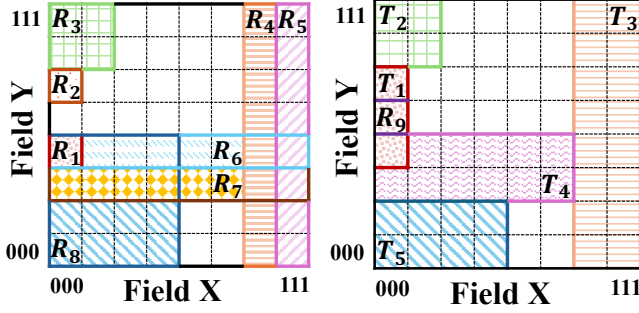 111 R3 R4 R5
R2
Field Y
R1 R6
R7
000 R8
000 Field X 111
111 T2 T3
T1
Field Y
R9
T4
000 T5
000 Field X 111